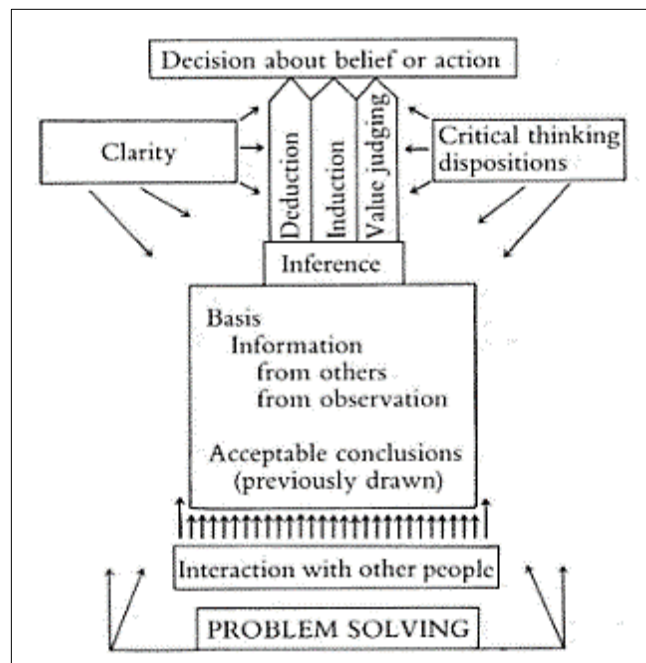 Decision about belief or action
Clarity
Deduction
Induction
Value judging
Critical thinking
dispositions
Inference
Basis
Information
from others
from observation
Acceptable conclusions
(previously drawn)
Interaction with other people
PROBLEM SOLVING